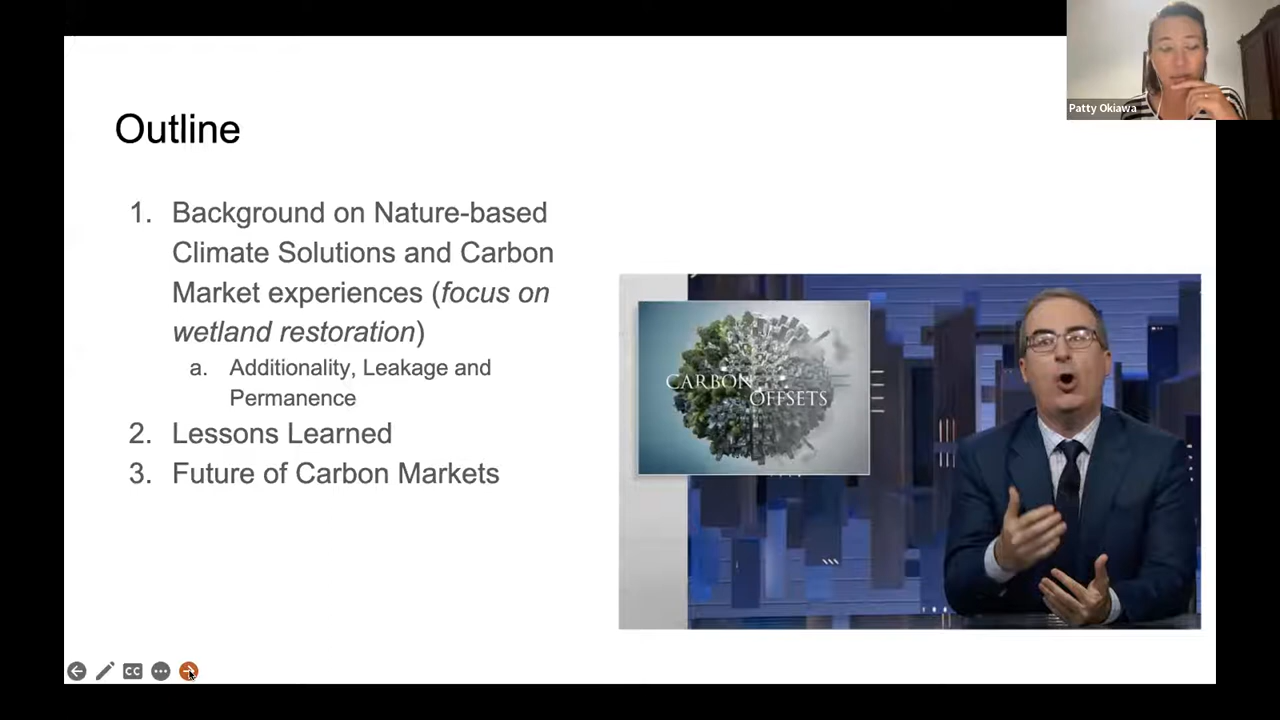 Outline
1. Background on Nature-based
Climate Solutions and Carbon
Market experiences (focus on
wetland restoration)
a. Additionality, Leakage and
Permanence
2. Lessons Learned
3. Future of Carbon Markets
CARBON
OFFSETS
Patty Okiawa
CC